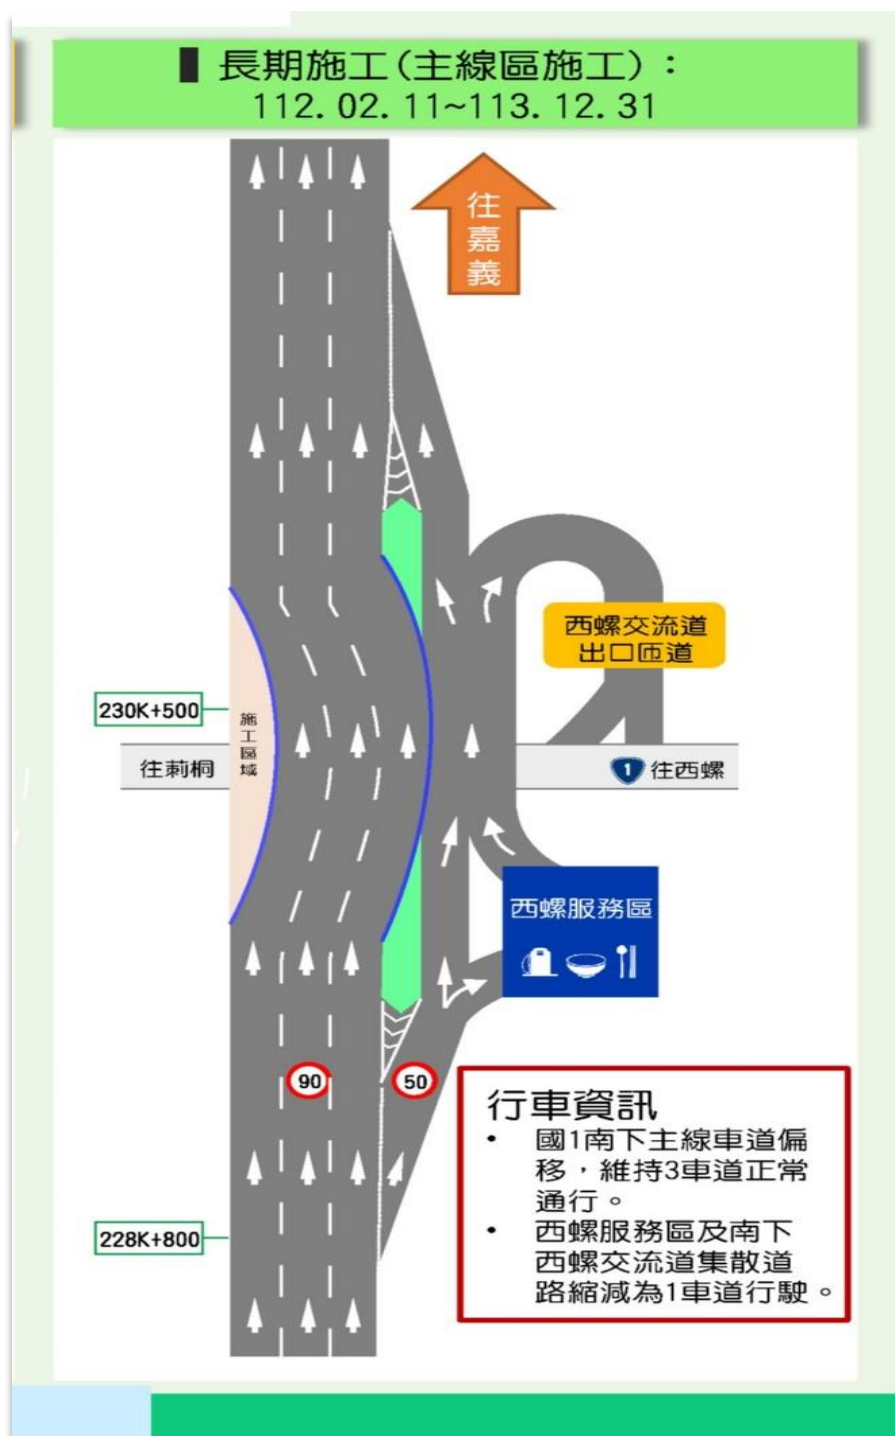 長期施工(主線區施工)：
112.02.11~113.12.31
往嘉義
西螺交流道
出口匝道
230K+500
施工區域
往莿桐
1 往西螺
西螺服務區
90
50
行車資訊
• 國1南下主線車道偏
移，維持3車道正常
通行。
228K+800
• 西螺服務區及南下
西螺交流道集散道
路縮減為1車道行駛。